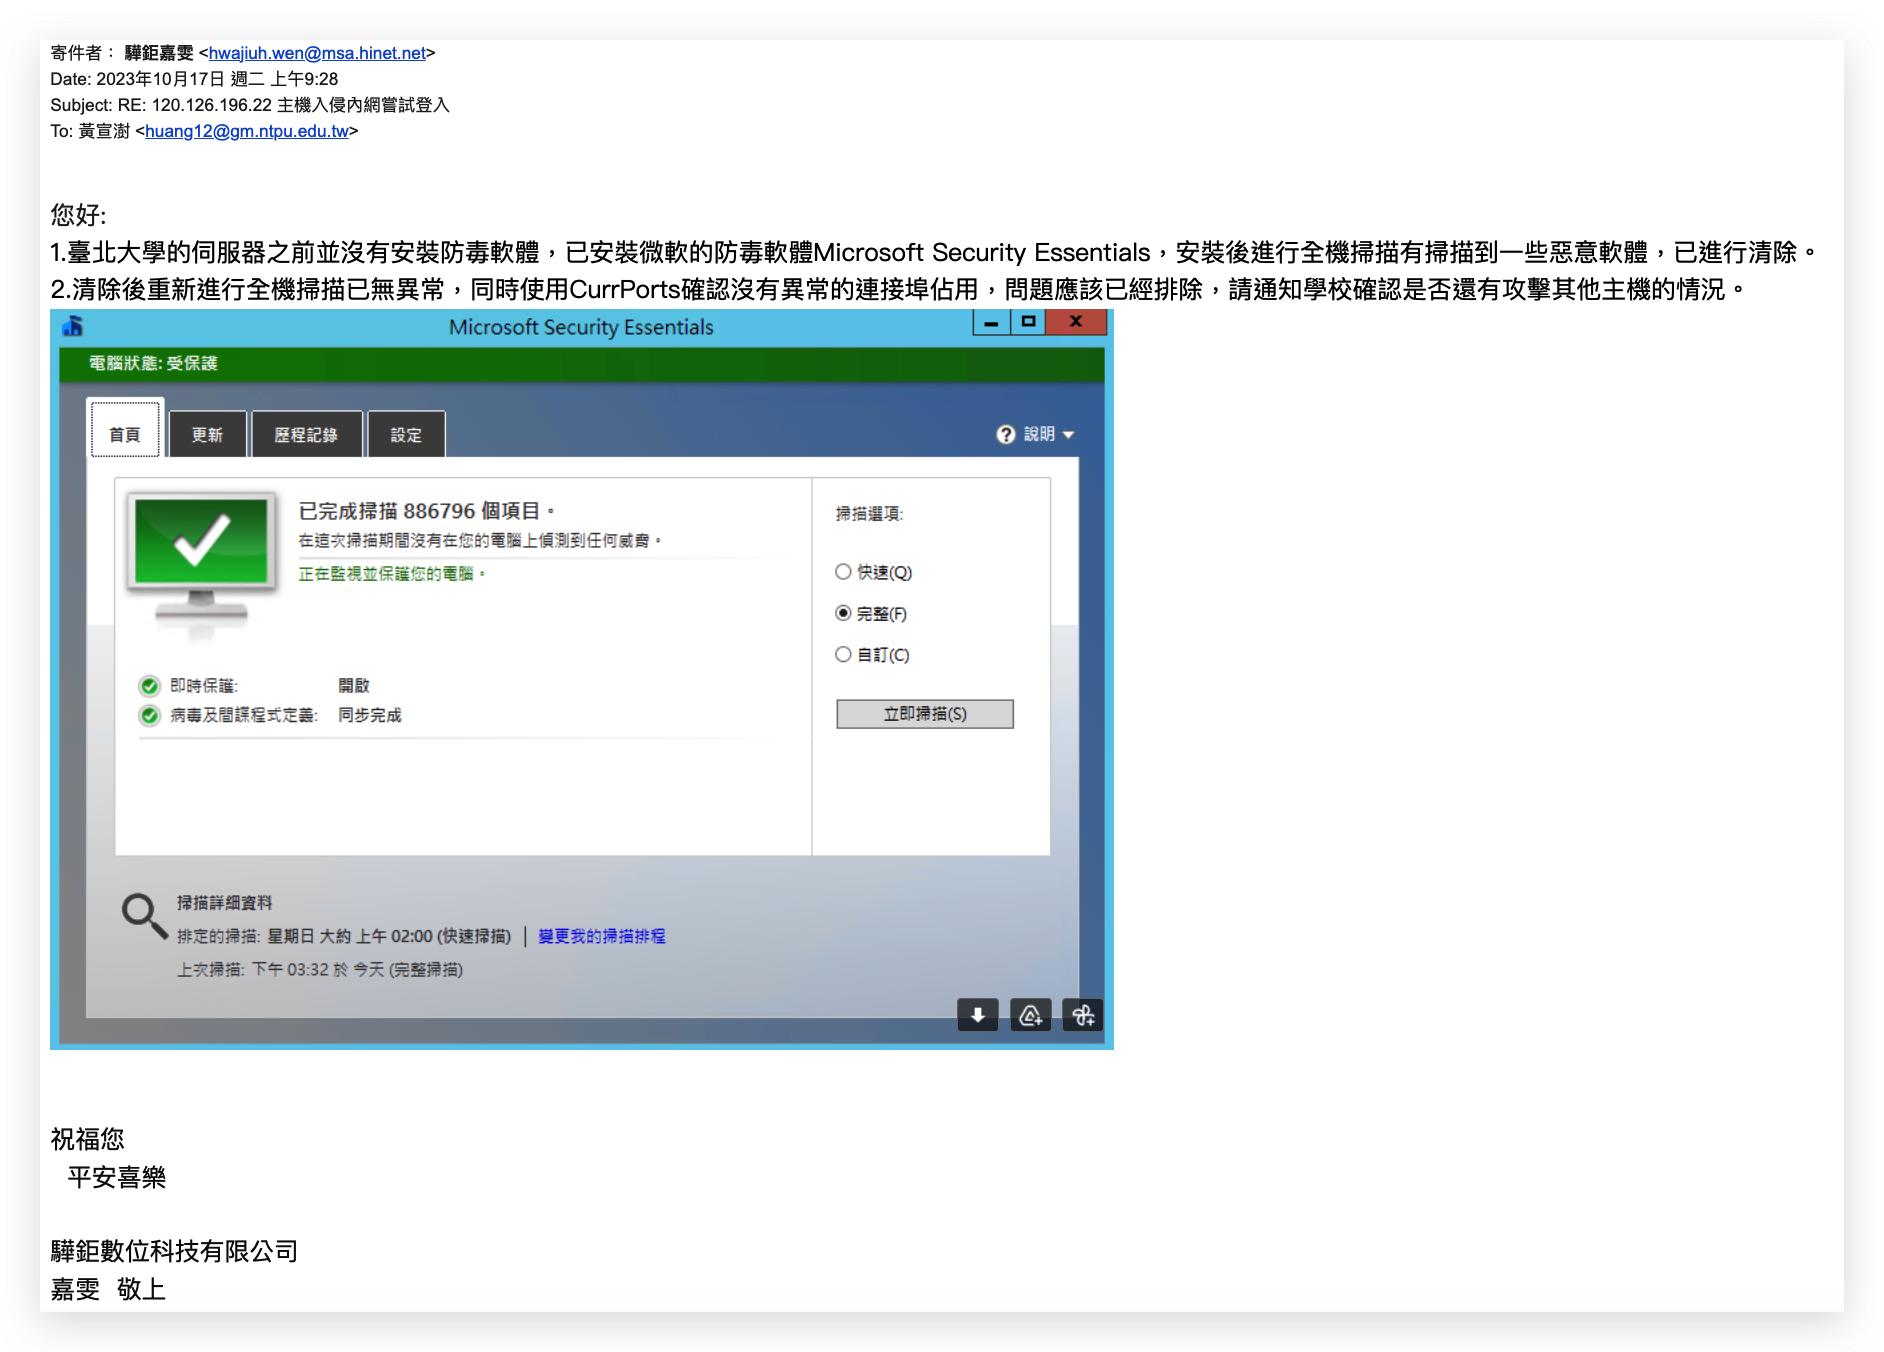 寄件者： 驊鉅嘉雯 <hwajiuh.wen@msa.hinet.net>
Date: 2023年10月17日 週二 上午9:28
Subject: RE: 120.126.196.22 主機入侵內網嘗試登入
To: 黃宣澍 <huang12@gm.ntpu.edu.tw>
您好:
1.臺北大學的伺服器之前並沒有安裝防毒軟體，已安裝微軟的防毒軟體Microsoft Security Essentials，安裝後進行全機掃描有掃描到一些惡意軟體，已進行清除。
2.清除後重新進行全機掃描已無異常，同時使用CurrPorts確認沒有異常的連接埠佔用，問題應該已經排除，請通知學校確認是否還有攻擊其他主機的情況。
Microsoft Security Essentials
電腦狀態: 受保護
首頁 更新 歷程記錄 設定 說明
已完成掃描 886796 個項目。
在這次掃描期間沒有在您的電腦上偵測到任何威脅。
正在監視並保護您的電腦。
掃描選項:
快速(Q)
完整(F)
自訂(C)
立即掃描(S)
即時保護: 開啟
病毒及間諜程式定義: 同步完成
掃描詳細資料
排定的掃描: 星期日 大約 上午 02:00 (快速掃描) | 變更我的掃描排程
上次掃描: 下午 03:32 於 今天 (完整掃描)
祝福您
平安喜樂
驊鉅數位科技有限公司
嘉雯 敬上